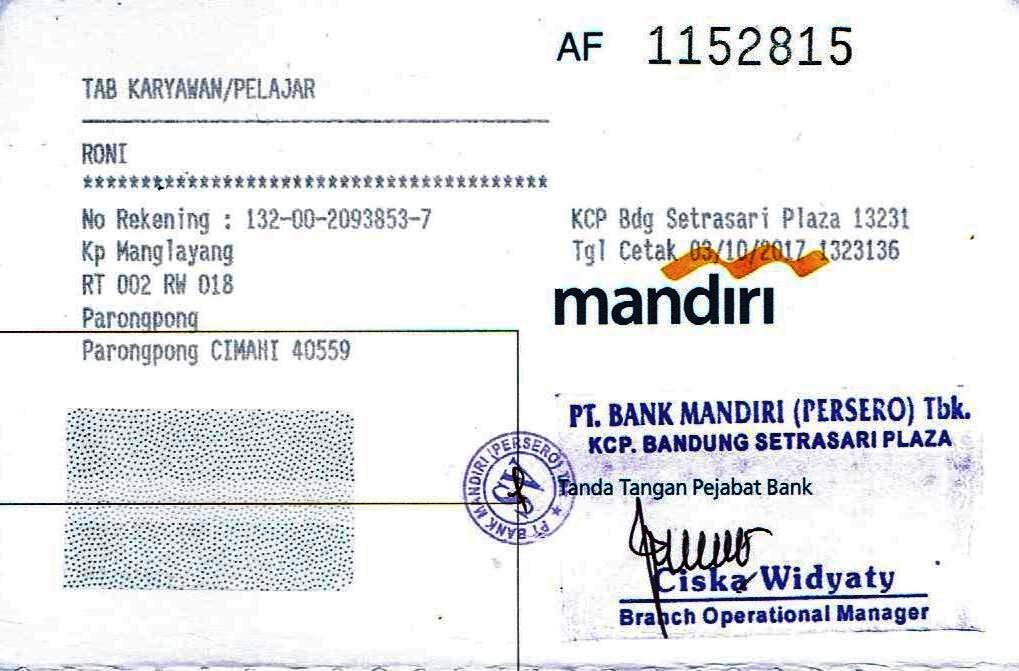 AF 1152815
TAB KARYAWAN/PELAJAR
RONI
****************************************
No Rekening : 132-00-2093853-7
Kp Manglayang
RT 002 RW 018
Parongpong
Parongpong CIMAHI 40559
KCP Bdg Setrasari Plaza 13231
Tgl Cetak 03/10/2017 1323136
mandiri
PT. BANK MANDIRI (PERSERO) Tbk.
KCP. BANDUNG SETRASARI PLAZA
PT BANK MANDIRI (PERSERO) Tbk
Tanda Tangan Pejabat Bank
Ciska Widyaty
Branch Operational Manager